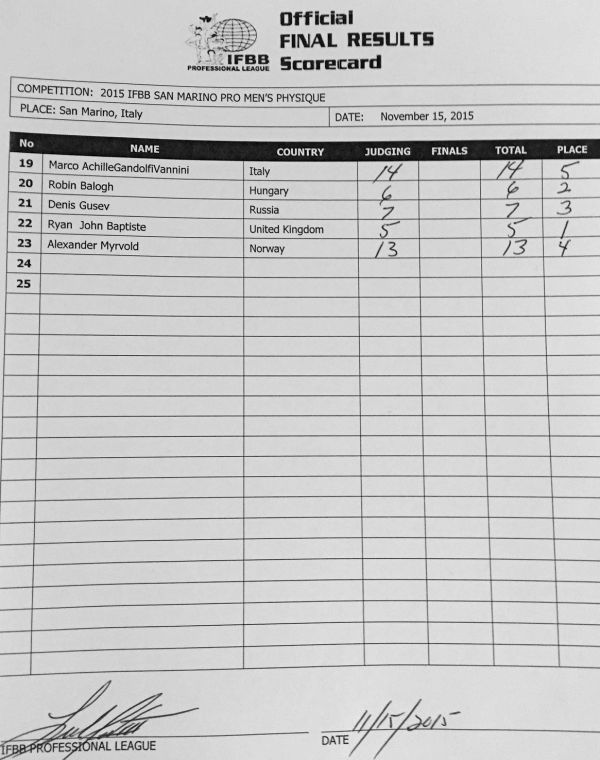 Official
IFBB FINAL RESULTS
PROFESSIONAL LEAGUE Scorecard
COMPETITION: 2015 IFBB SAN MARINO PRO MEN'S PHYSIQUE
PLACE: San Marino, Italy DATE: November 15, 2015
No NAME COUNTRY JUDGING FINALS TOTAL PLACE
19 Marco AchilleGandolfiVannini Italy 14 14 5
20 Robin Balogh Hungary 6 6 2
21 Denis Gusev Russia 7 7 3
22 Ryan John Baptiste United Kingdom 5 5 1
23 Alexander Myrvold Norway 13 13 4
24
25
11/15/2015
IFBB PROFESSIONAL LEAGUE DATE